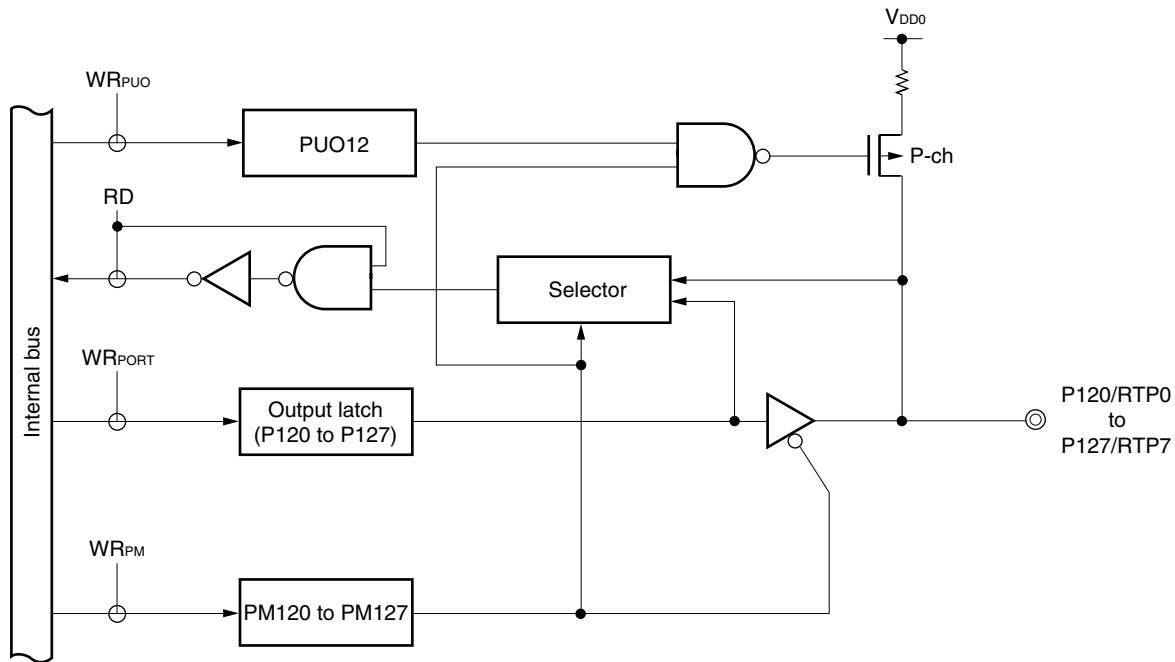 VDD0
WRPUO
PUO12
P-ch
RD
Selector
Internal bus
WRPORT
Output latch
(P120 to P127)
P120/RTP0
to
P127/RTP7
WRPM
PM120 to PM127